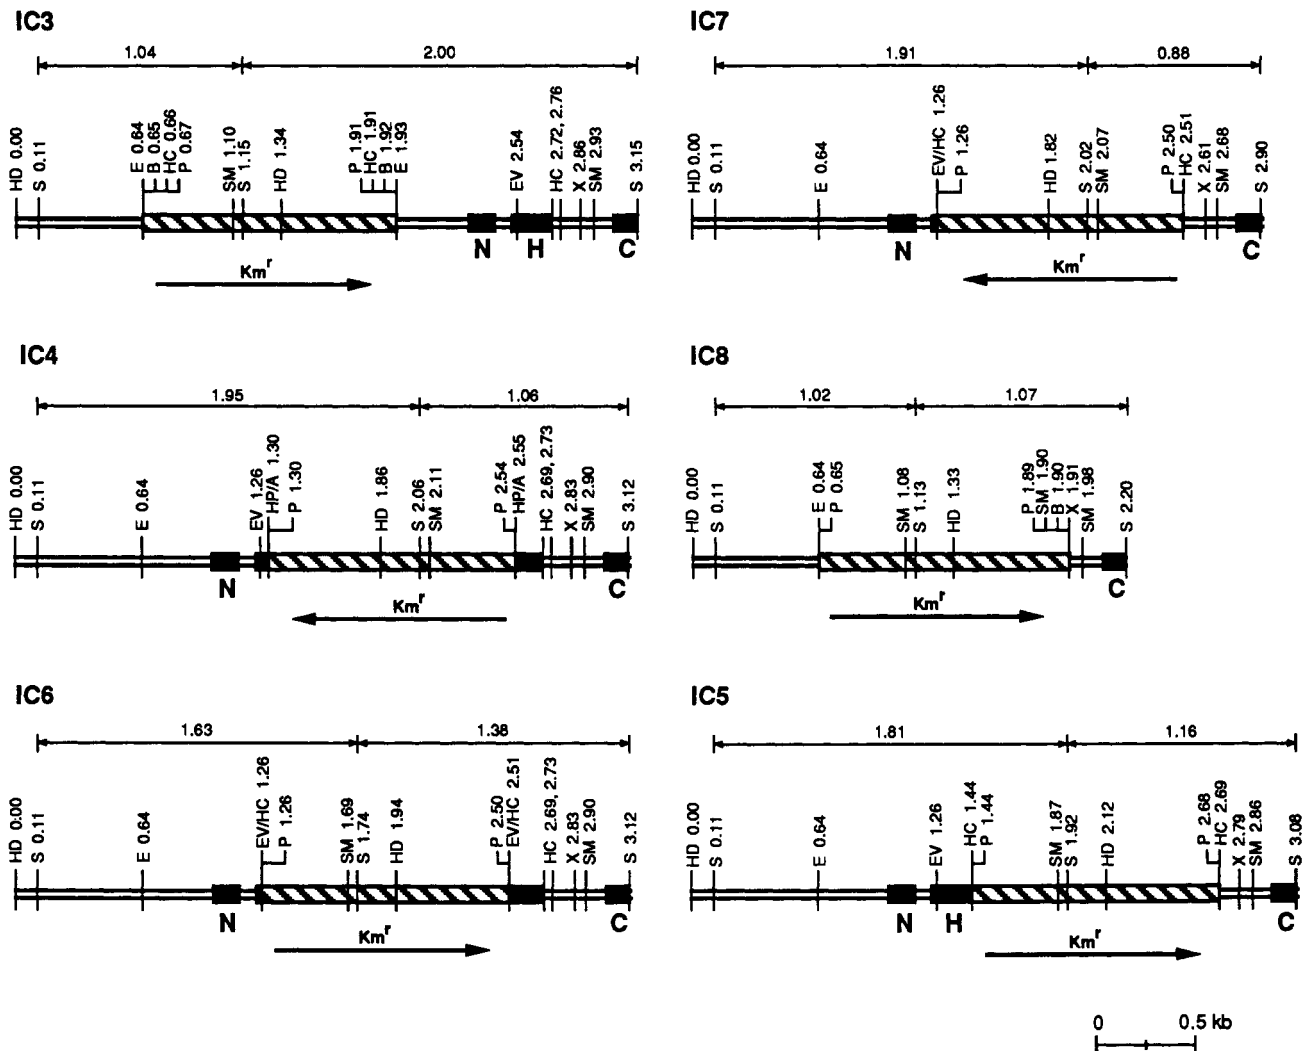 IC3
1.04
2.00
HD 0.00
S 0.11
E 0.64
B 0.65
HC 0.66
P 0.67
SM 1.10
S 1.15
HD 1.34
P 1.91
HC 1.91
B 1.92
E 1.93
EV 2.54
HC 2.72, 2.76
X 2.86
SM 2.93
S 3.15
N
H
C
Kmr
IC7
1.91
0.88
HD 0.00
S 0.11
E 0.64
EV/HC 1.26
P 1.26
HD 1.82
S 2.02
SM 2.07
P 2.50
HC 2.51
X 2.61
SM 2.68
S 2.90
N
C
Kmr
IC4
1.95
1.06
HD 0.00
S 0.11
E 0.64
EV 1.26
HP/A 1.30
P 1.30
HD 1.86
S 2.06
SM 2.11
P 2.54
HP/A 2.55
HC 2.69, 2.73
X 2.83
SM 2.90
S 3.12
N
C
Kmr
IC8
1.02
1.07
HD 0.00
S 0.11
E 0.64
P 0.65
SM 1.08
S 1.13
HD 1.33
P 1.89
SM 1.90
B 1.90
X 1.91
SM 1.98
S 2.20
C
Kmr
IC6
1.63
1.38
HD 0.00
S 0.11
E 0.64
EV/HC 1.26
P 1.26
SM 1.69
S 1.74
HD 1.94
P 2.50
EV/HC 2.51
HC 2.69, 2.73
X 2.83
SM 2.90
S 3.12
N
C
Kmr
IC5
1.81
1.16
HD 0.00
S 0.11
E 0.64
EV 1.26
HC 1.44
P 1.44
SM 1.87
S 1.92
HD 2.12
P 2.68
HC 2.69
X 2.79
SM 2.86
S 3.08
N
H
C
Kmr
0
0.5 kb